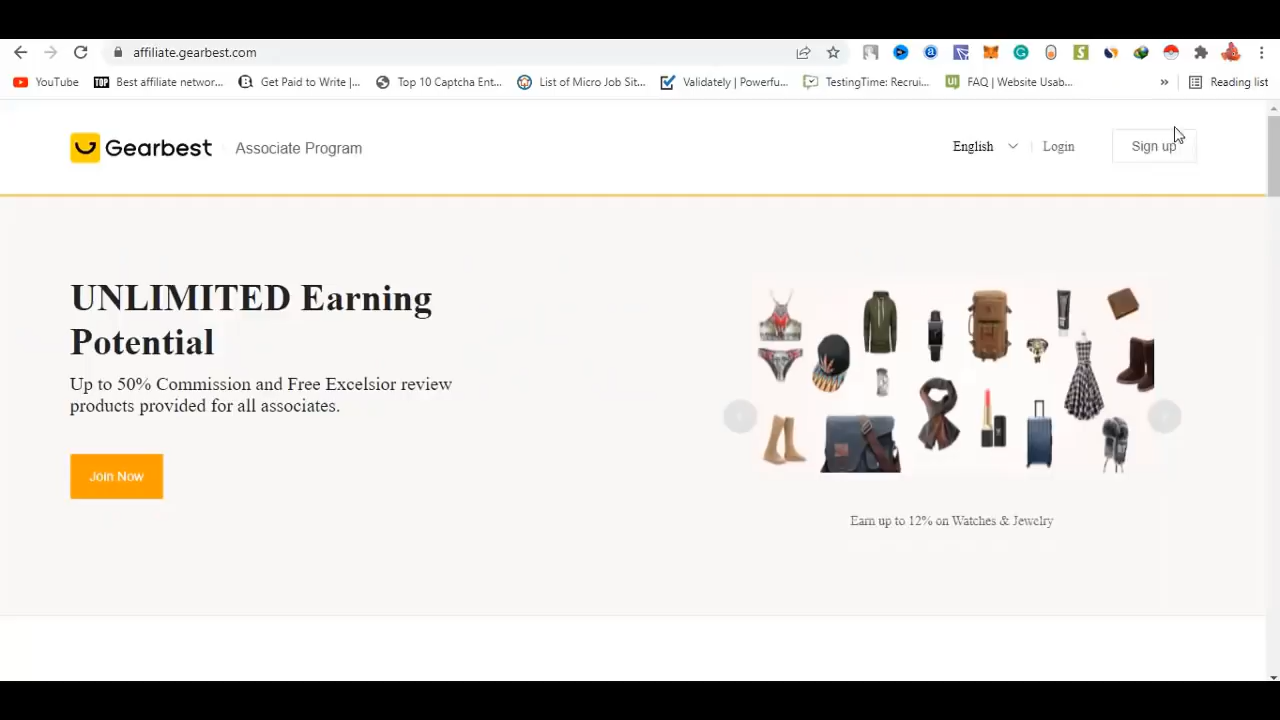 affiliate.gearbest.com
YouTube
TOP Best affiliate networ...
Get Paid to Write |...
Top 10 Captcha Ent...
List of Micro Job Sit...
Validately | Powerfu...
TestingTime: Recrui...
UI FAQ | Website Usab...
»
Reading list
Gearbest Associate Program
English
Login
Sign up
UNLIMITED Earning
Potential
Up to 50% Commission and Free Excelsior review
products provided for all associates.
Join Now
Earn up to 12% on Watches & Jewelry